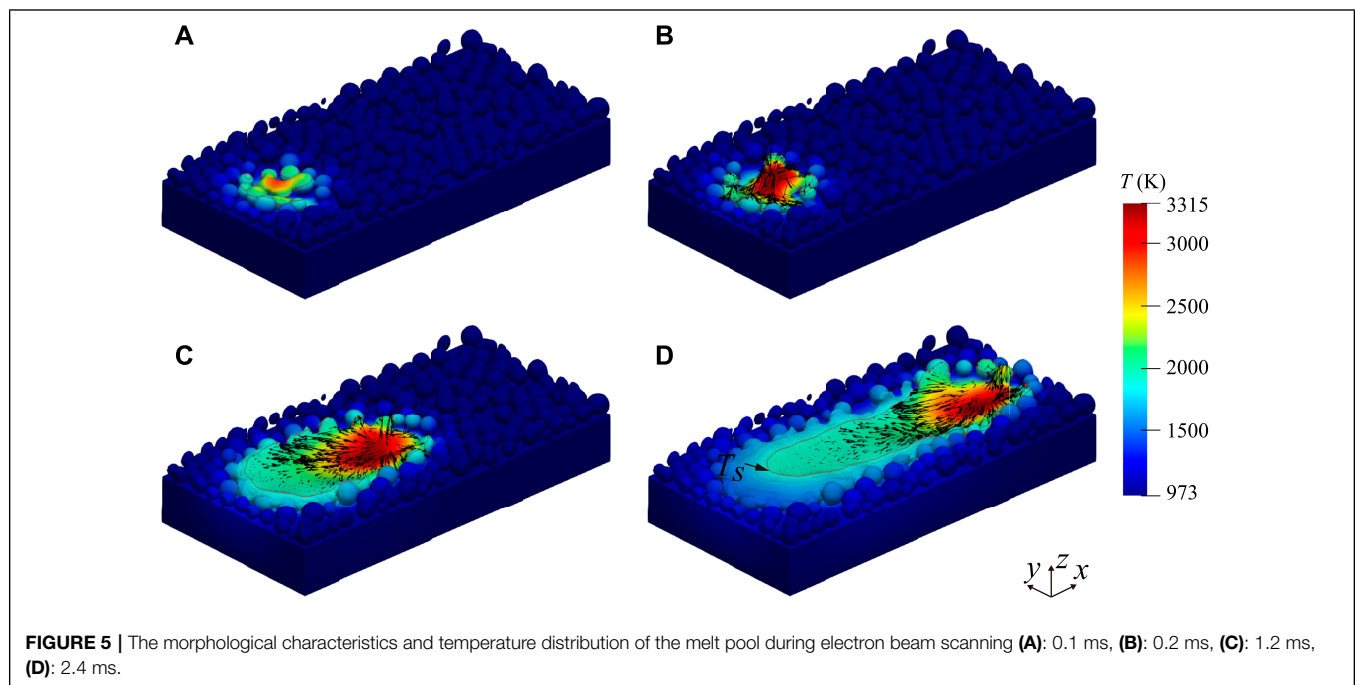 A
B
T (K)
3315
3000
2500
2000
1500
973
C
D
Ts
y z x
FIGURE 5 | The morphological characteristics and temperature distribution of the melt pool during electron beam scanning (A): 0.1 ms, (B): 0.2 ms, (C): 1.2 ms,
(D): 2.4 ms.